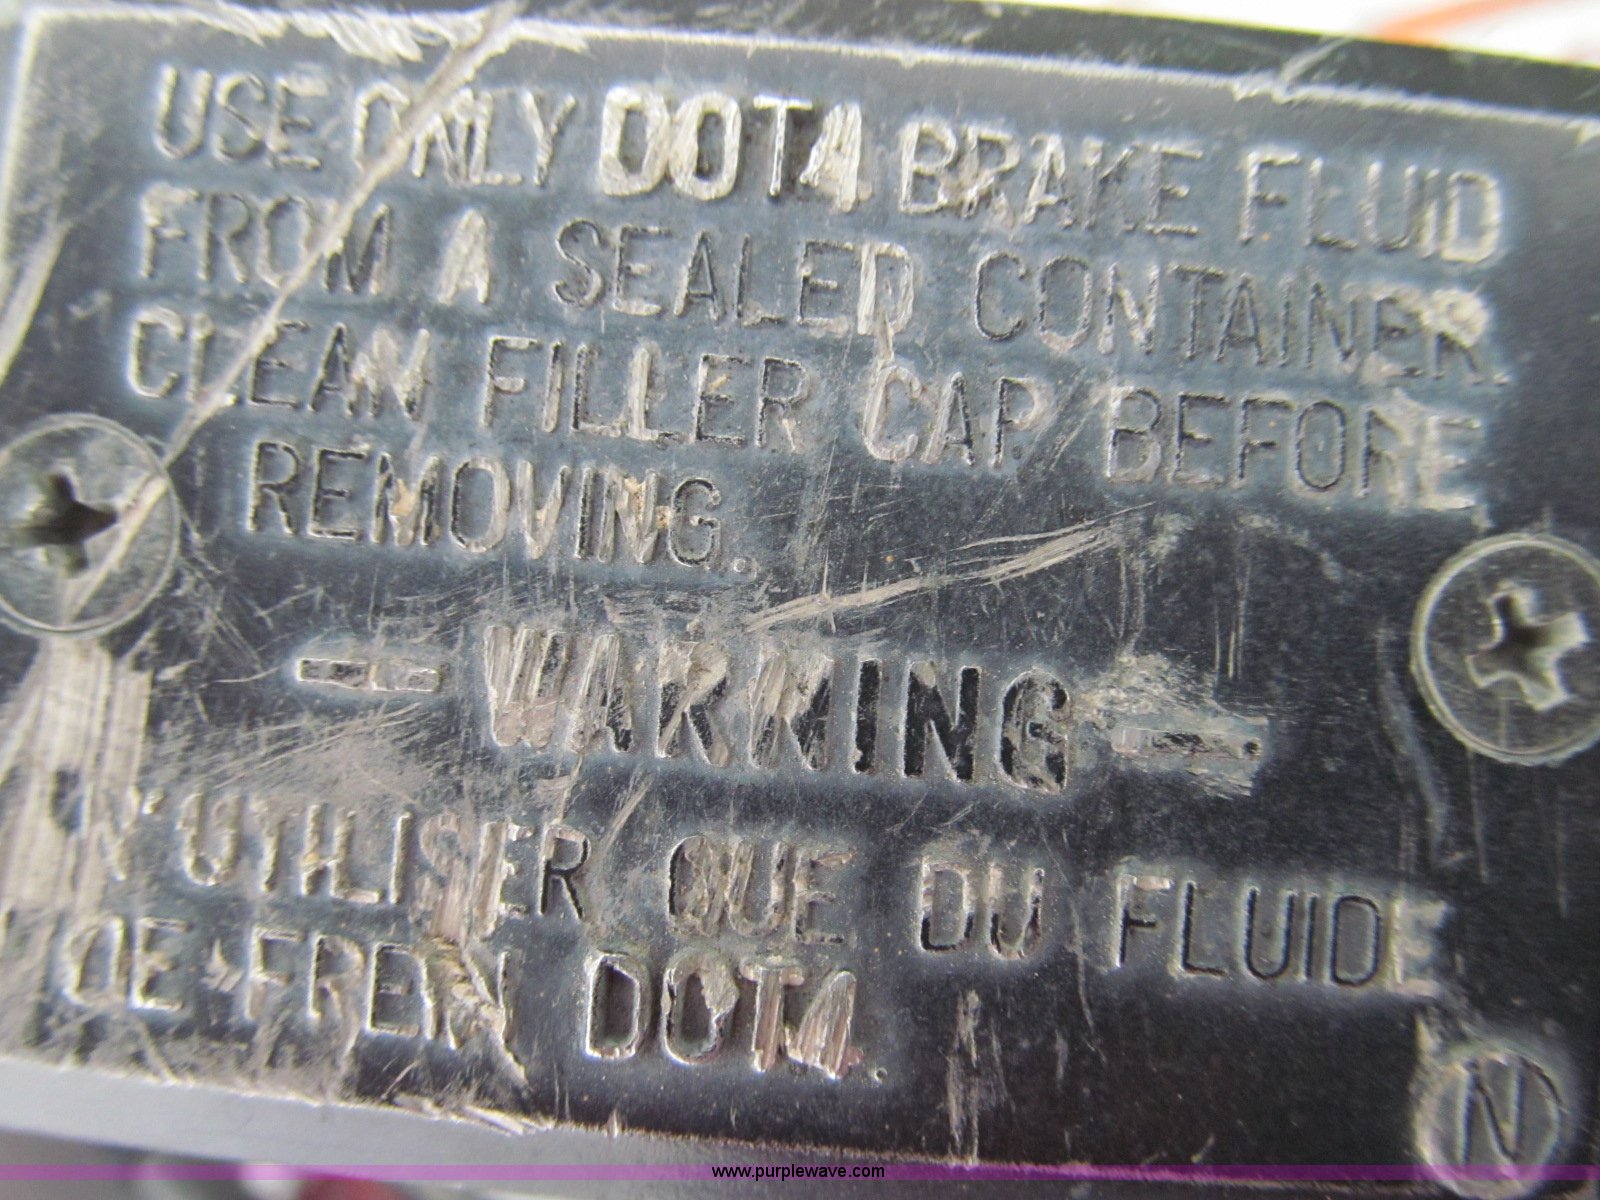 USE ONLY DOT4 BRAKE FLUID
FROM A SEALED CONTAINER.
CLEAN FILLER CAP BEFORE
REMOVING.
- WARNING -
N'UTILISER QUE DU FLUIDE
DE FREIN DOT4.
N
www.purplewave.com